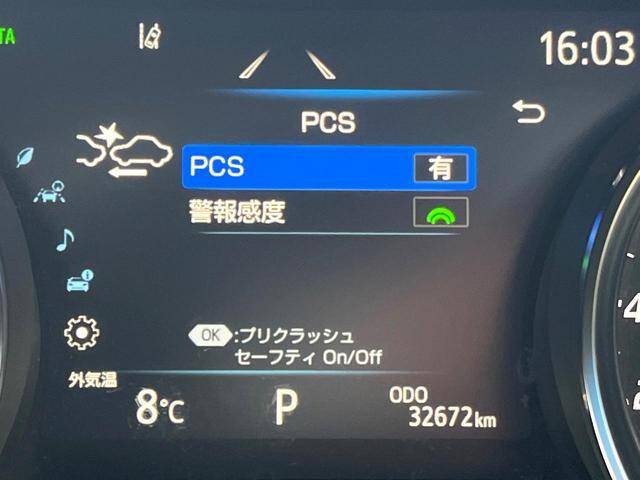 TA
16:03
PCS
PCS 有
警報感度
OK :プリクラッシュ
セーフティ On/Off
外気温
8℃ P ODO
32672km
4